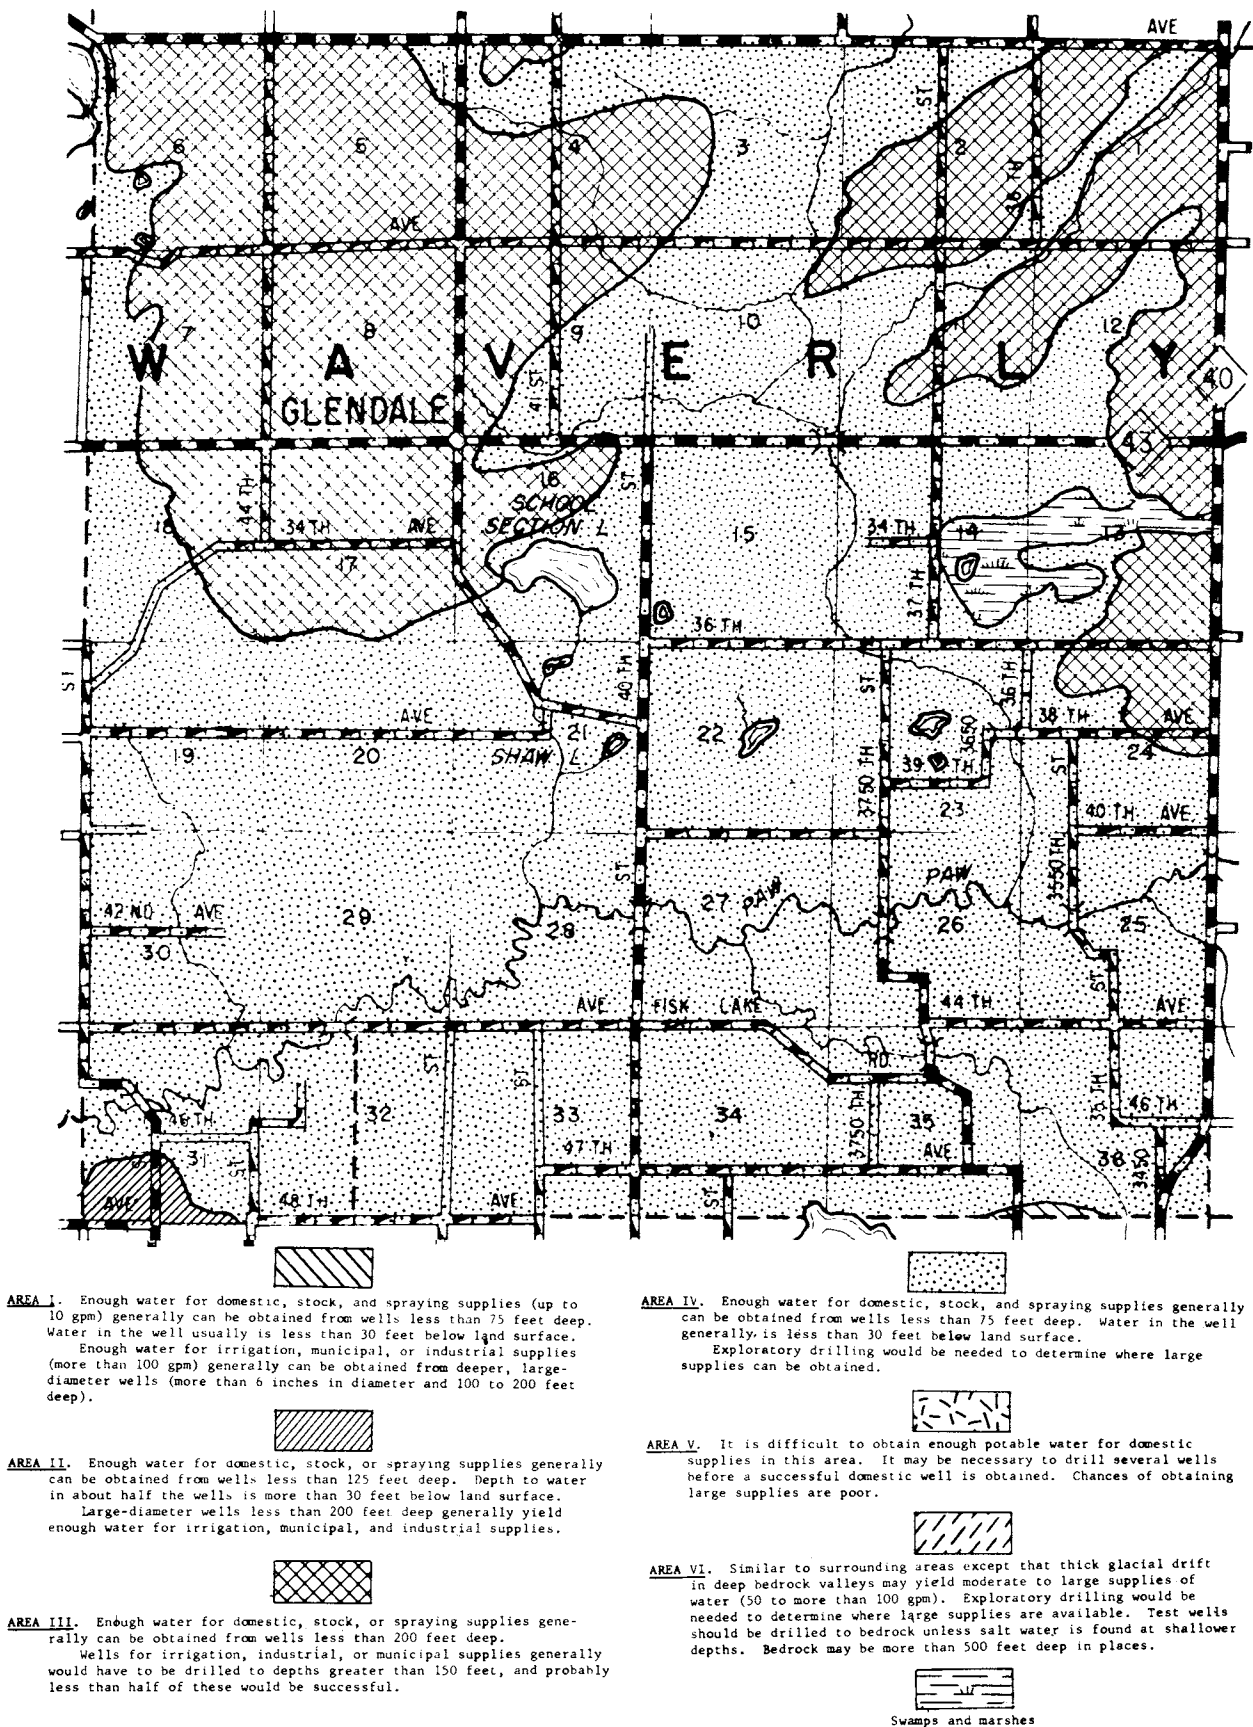 AVE
6
5
4
3
ST
2
36 TH
1
AVE
7
8
9
10
11
12
W A V E R L Y
40
41 ST
GLENDALE
43
44 TH
16
SCHOOL
SECTION L
ST
18
34 TH
AVE
15
34 TH
14
13
17
37 TH
36 TH
ST
40 TH
ST
36 TH
AVE
21
22
3650
38 TH
AVE
19
20
SHAW L
3750 TH
39 TH
ST
24
23
40 TH
AVE
ST
3550 TH
PAW
PAW
42 ND
AVE
29
27
28
26
25
30
ST
AVE
FISK LAKE
44 TH
AVE
RD
ST
ST
46 TH
32
33
34
3750 TH
35
35 TH
46 TH
31
ST
47 TH
AVE
36
3450
AVE
48 TH
AVE
ST
AREA I. Enough water for domestic, stock, and spraying supplies (up to
10 gpm) generally can be obtained from wells less than 75 feet deep.
Water in the well usually is less than 30 feet below land surface.
Enough water for irrigation, municipal, or industrial supplies
(more than 100 gpm) generally can be obtained from deeper, large-
diameter wells (more than 6 inches in diameter and 100 to 200 feet
deep).
AREA II. Enough water for domestic, stock, or spraying supplies generally
can be obtained from wells less than 125 feet deep. Depth to water
in about half the wells is more than 30 feet below land surface.
Large-diameter wells less than 200 feet deep generally yield
enough water for irrigation, municipal, and industrial supplies.
AREA III. Enough water for domestic, stock, or spraying supplies gene-
rally can be obtained from wells less than 200 feet deep.
Wells for irrigation, industrial, or municipal supplies generally
would have to be drilled to depths greater than 150 feet, and probably
less than half of these would be successful.
AREA IV. Enough water for domestic, stock, and spraying supplies generally
can be obtained from wells less than 75 feet deep. Water in the well
generally is less than 30 feet below land surface.
Exploratory drilling would be needed to determine where large
supplies can be obtained.
AREA V. It is difficult to obtain enough potable water for domestic
supplies in this area. It may be necessary to drill several wells
before a successful domestic well is obtained. Chances of obtaining
large supplies are poor.
AREA VI. Similar to surrounding areas except that thick glacial drift
in deep bedrock valleys may yield moderate to large supplies of
water (50 to more than 100 gpm). Exploratory drilling would be
needed to determine where large supplies are available. Test wells
should be drilled to bedrock unless salt water is found at shallower
depths. Bedrock may be more than 500 feet deep in places.
Swamps and marshes